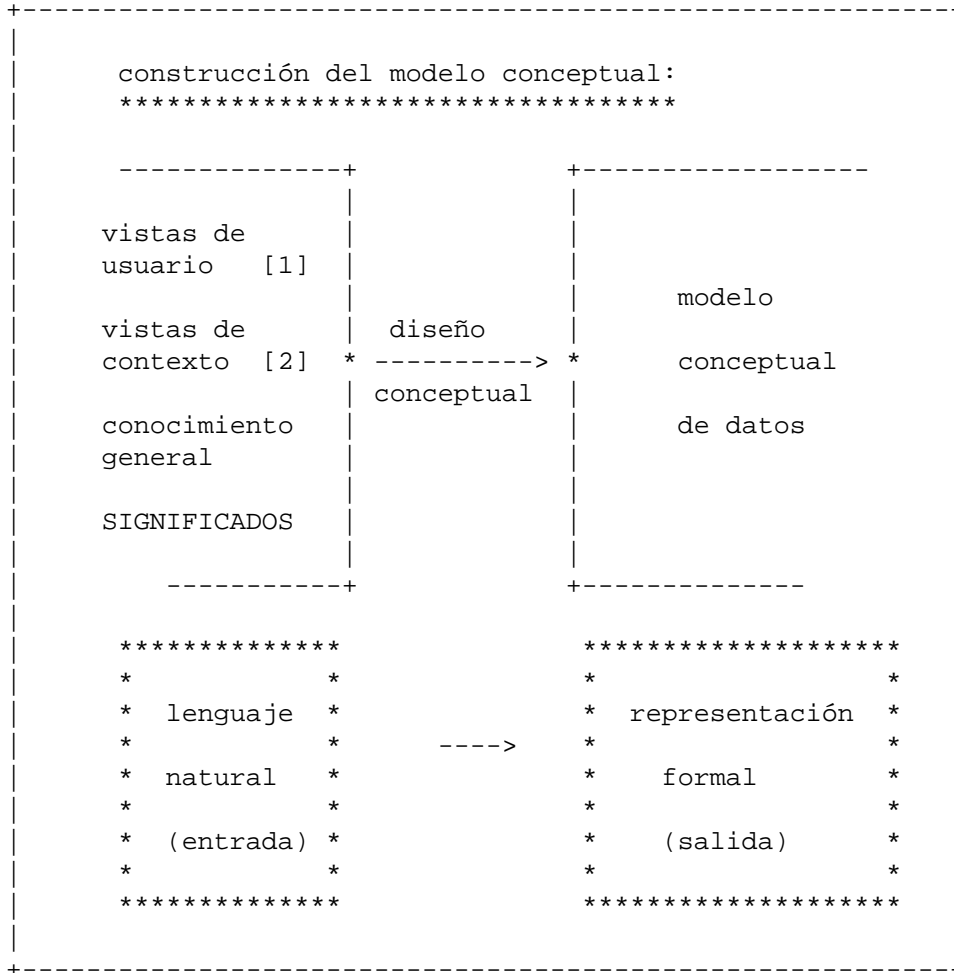 construcción del modelo conceptual:
***********************************
vistas de
usuario [1]
vistas de
contexto [2]
conocimiento
general
SIGNIFICADOS
diseño
* ----------> *
conceptual
modelo
conceptual
de datos
lenguaje
natural
(entrada)
---->
representación
formal
(salida)